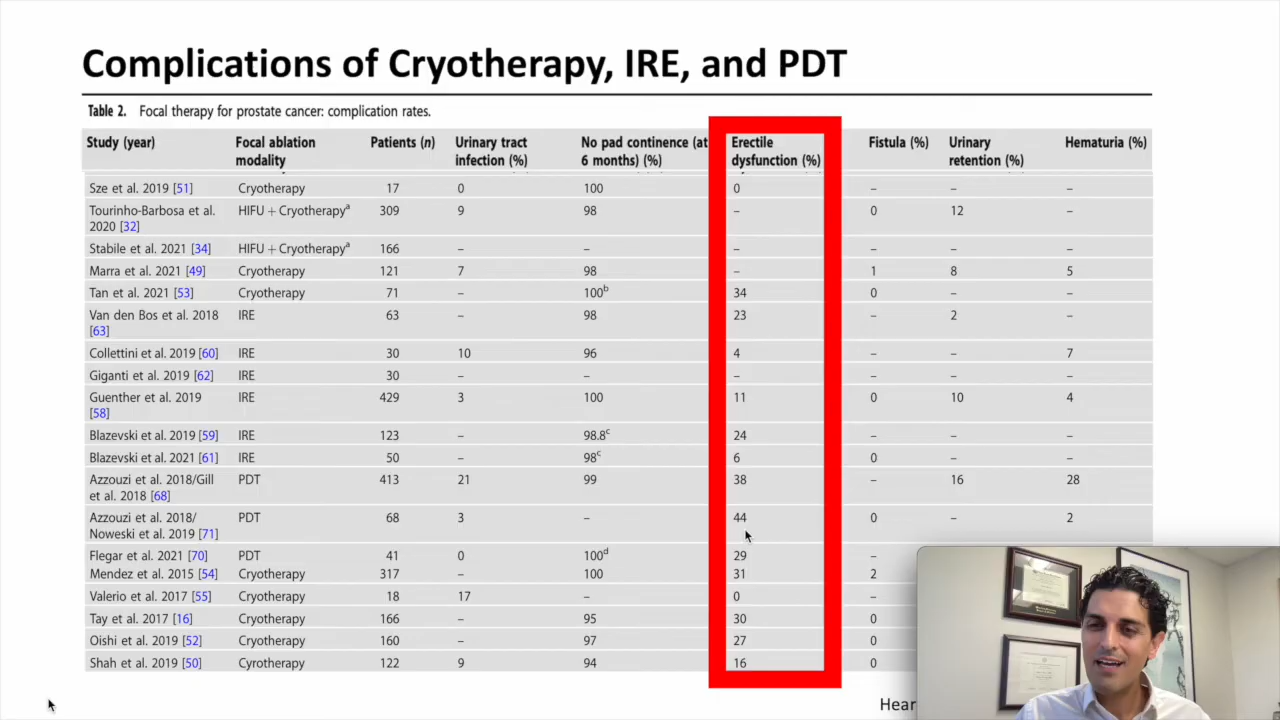 Complications of Cryotherapy, IRE, and PDT
Table 2. Focal therapy for prostate cancer: complication rates.
Study (year) Focal ablation modality Patients (n) Urinary tract infection (%) No pad continence (at 6 months) (%) Erectile dysfunction (%) Fistula (%) Urinary retention (%) Hematuria (%)
Sze et al. 2019 [51] Cryotherapy 17 0 100 0 – – –
Tourinho-Barbosa et al. 2020 [32] HIFU + Cryotherapyᵃ 309 9 98 – 0 12 –
Stabile et al. 2021 [34] HIFU + Cryotherapyᵃ 166 – – – – – –
Marra et al. 2021 [49] Cryotherapy 121 7 98 – 1 8 5
Tan et al. 2021 [53] Cryotherapy 71 – 100ᵇ 34 0 – –
Van den Bos et al. 2018 [63] IRE 63 – 98 23 – 2 –
Collettini et al. 2019 [60] IRE 30 10 96 4 – – 7
Giganti et al. 2019 [62] IRE 30 – – – – – –
Guenther et al. 2019 [58] IRE 429 3 100 11 0 10 4
Blazevski et al. 2019 [59] IRE 123 – 98.8ᶜ 24 – – –
Blazevski et al. 2021 [61] IRE 50 – 98ᶜ 6 0 – –
Azzouzi et al. 2018/Gill et al. 2018 [68] PDT 413 21 99 38 – 16 28
Azzouzi et al. 2018/ Noweski et al. 2019 [71] PDT 68 3 – 44 0 – 2
Flegar et al. 2021 [70] PDT 41 0 100ᵈ 29 –
Mendez et al. 2015 [54] Cryotherapy 317 – 100 31 2
Valerio et al. 2017 [55] Cryotherapy 18 17 – 0 –
Tay et al. 2017 [16] Cryotherapy 166 – 95 30 0
Oishi et al. 2019 [52] Cryotherapy 160 – 97 27 0
Shah et al. 2019 [50] Cyrotherapy 122 9 94 16 0
Hear